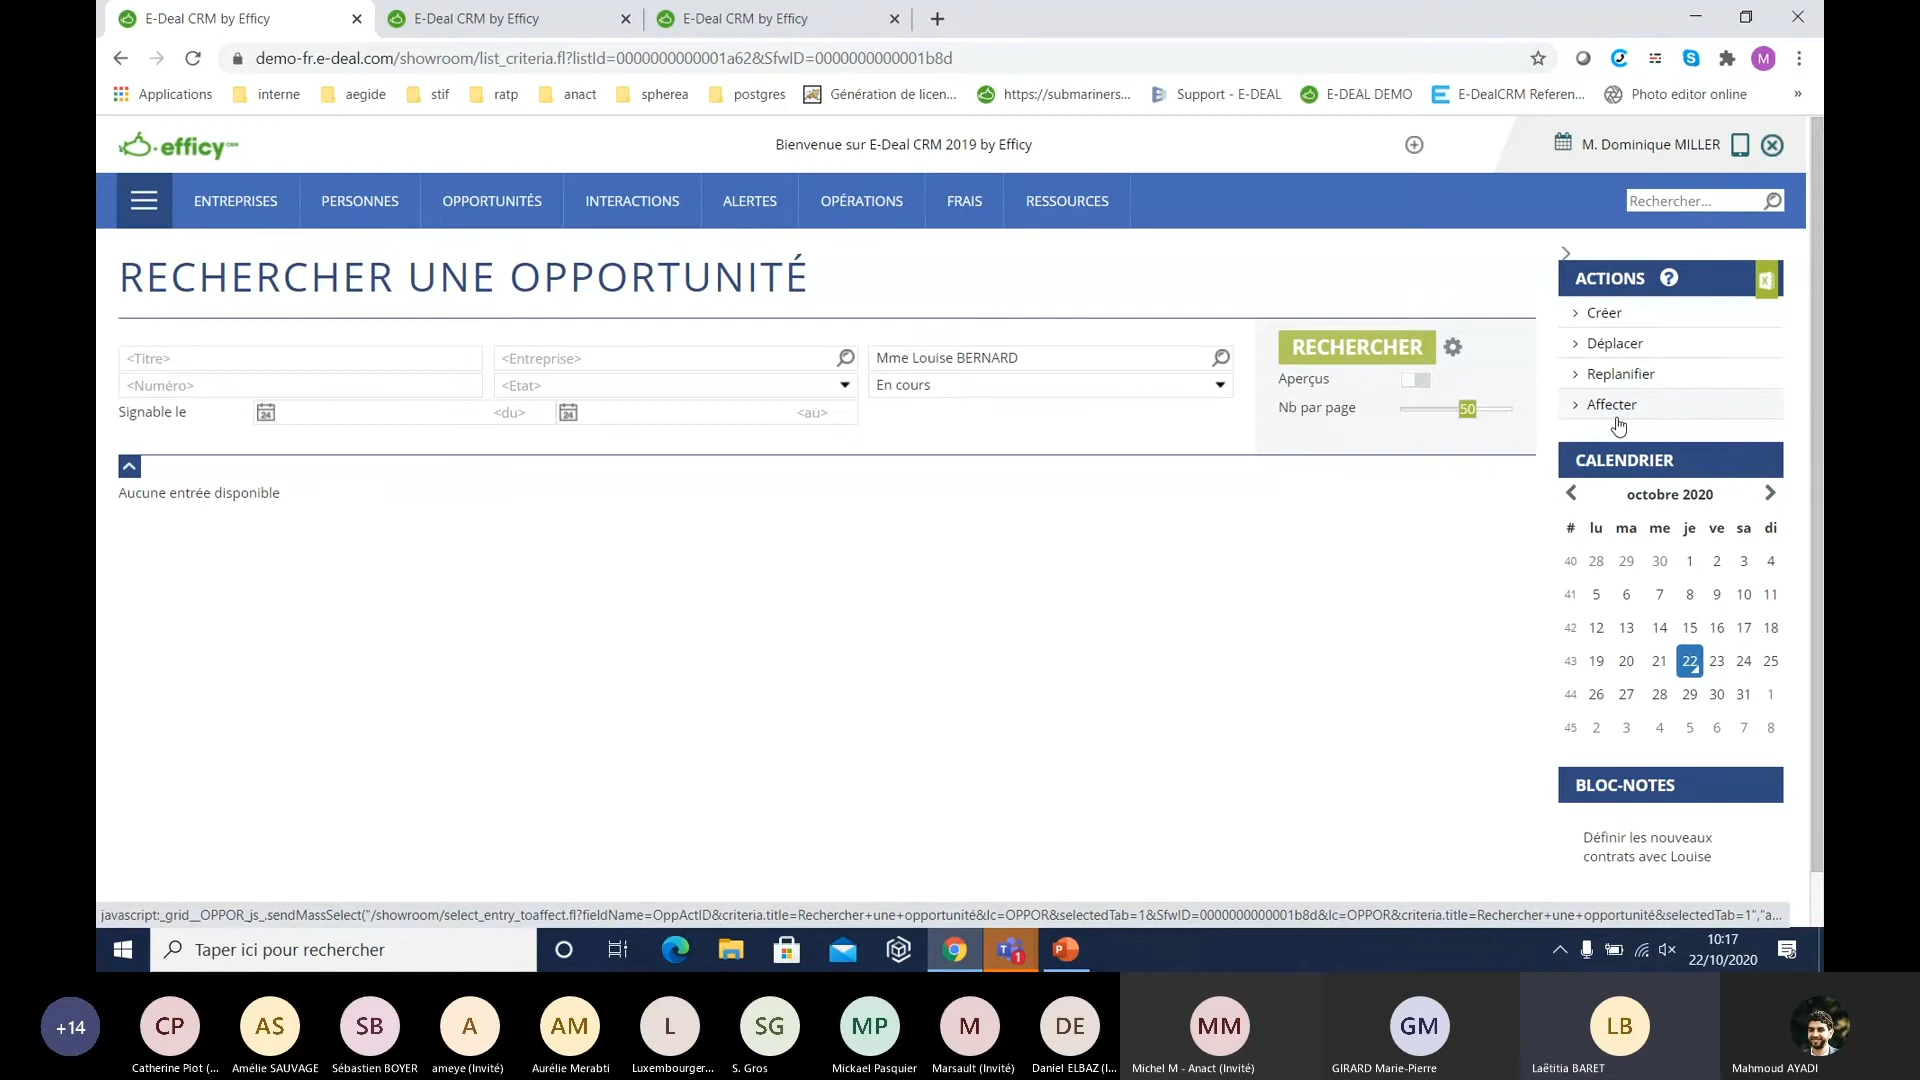 E-Deal CRM by Efficy
E-Deal CRM by Efficy
E-Deal CRM by Efficy
demo-fr.e-deal.com/showroom/list_criteria.fl?listId=0000000000001a62&SfwID=0000000000001b8d
M
Applications
interne
aegide
stif
ratp
anact
spherea
postgres
Génération de licen...
https://submariners...
Support - E-DEAL
E-DEAL DEMO
E-DealCRM Referen...
Photo editor online
»
efficy CRM
Bienvenue sur E-Deal CRM 2019 by Efficy
M. Dominique MILLER
ENTREPRISES
PERSONNES
OPPORTUNITÉS
INTERACTIONS
ALERTES
OPÉRATIONS
FRAIS
RESSOURCES
Rechercher...
RECHERCHER UNE OPPORTUNITÉ
<Titre>
<Entreprise>
Mme Louise BERNARD
<Numéro>
<Etat>
En cours
Signable le
24
<du>
24
<au>
RECHERCHER
Aperçus
Nb par page
50
Aucune entrée disponible
ACTIONS ?
Créer
Déplacer
Replanifier
Affecter
CALENDRIER
octobre 2020
# lu ma me je ve sa di
40 28 29 30 1 2 3 4
41 5 6 7 8 9 10 11
42 12 13 14 15 16 17 18
43 19 20 21 22 23 24 25
44 26 27 28 29 30 31 1
45 2 3 4 5 6 7 8
BLOC-NOTES
Définir les nouveaux
contrats avec Louise
javascript:_grid__OPPOR_js_.sendMassSelect("/showroom/select_entry_toaffect.fl?fieldName=OppActID&criteria.title=Rechercher+une+opportunité&lc=OPPOR&selectedTab=1&SfwID=0000000000001b8d&lc=OPPOR&criteria.title=Rechercher+une+opportunité&selectedTab=1","a...
Taper ici pour rechercher
1
10:17
22/10/2020
+14
CP
AS
SB
A
AM
L
SG
MP
M
DE
MM
GM
LB
Catherine Piot (...
Amélie SAUVAGE
Sébastien BOYER
ameye (Invité)
Aurélie Merabti
Luxembourger...
S. Gros
Mickael Pasquier
Marsault (Invité)
Daniel ELBAZ (I...
Michel M - Anact (Invité)
GIRARD Marie-Pierre
Laëtitia BARET
Mahmoud AYADI